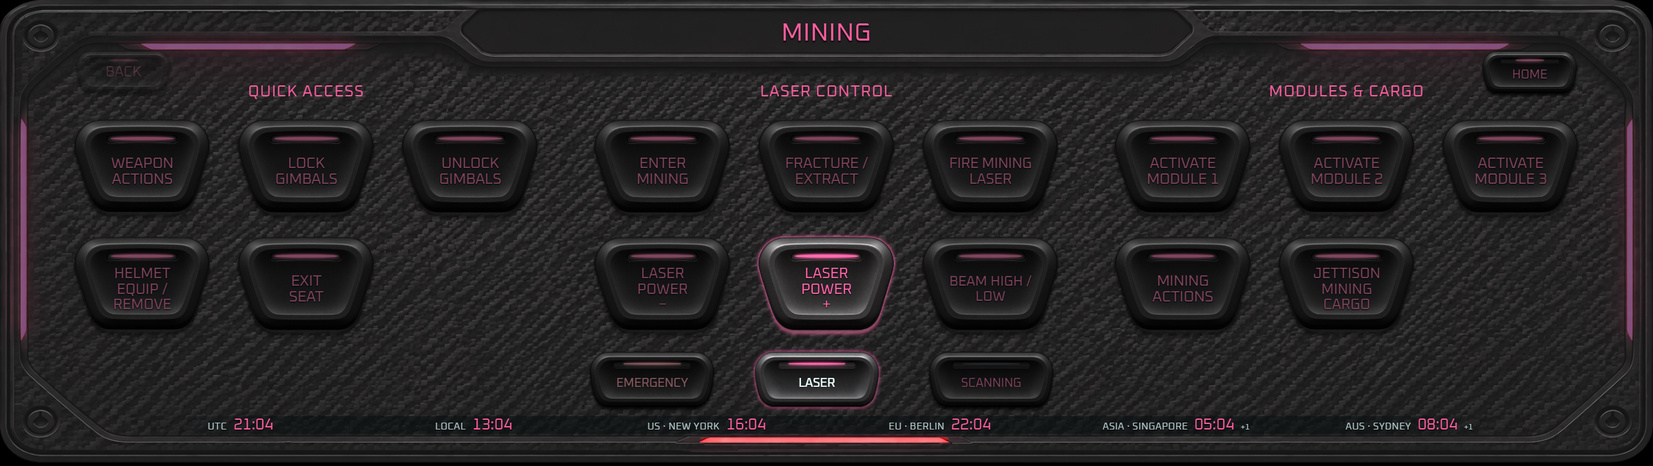 MINING
BACK
HOME
QUICK ACCESS
LASER CONTROL
MODULES & CARGO
WEAPON
ACTIONS
LOCK
GIMBALS
UNLOCK
GIMBALS
ENTER
MINING
FRACTURE /
EXTRACT
FIRE MINING
LASER
ACTIVATE
MODULE 1
ACTIVATE
MODULE 2
ACTIVATE
MODULE 3
HELMET
EQUIP /
REMOVE
EXIT
SEAT
LASER
POWER
–
LASER
POWER
+
BEAM HIGH /
LOW
MINING
ACTIONS
JETTISON
MINING
CARGO
EMERGENCY
LASER
SCANNING
UTC 21:04
LOCAL 13:04
US · NEW YORK 16:04
EU · BERLIN 22:04
ASIA · SINGAPORE 05:04 +1
AUS · SYDNEY 08:04 +1